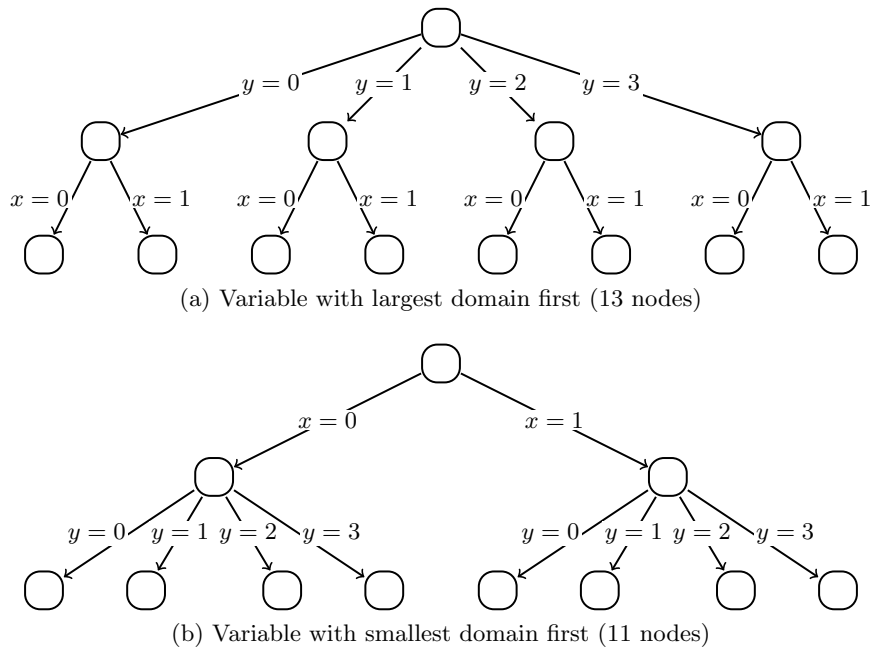 y = 0 y = 1 y = 2 y = 3
x = 0 x = 1 x = 0 x = 1 x = 0 x = 1 x = 0 x = 1
(a) Variable with largest domain first (13 nodes)
x = 0 x = 1
y = 0 y = 1 y = 2 y = 3 y = 0 y = 1 y = 2 y = 3
(b) Variable with smallest domain first (11 nodes)